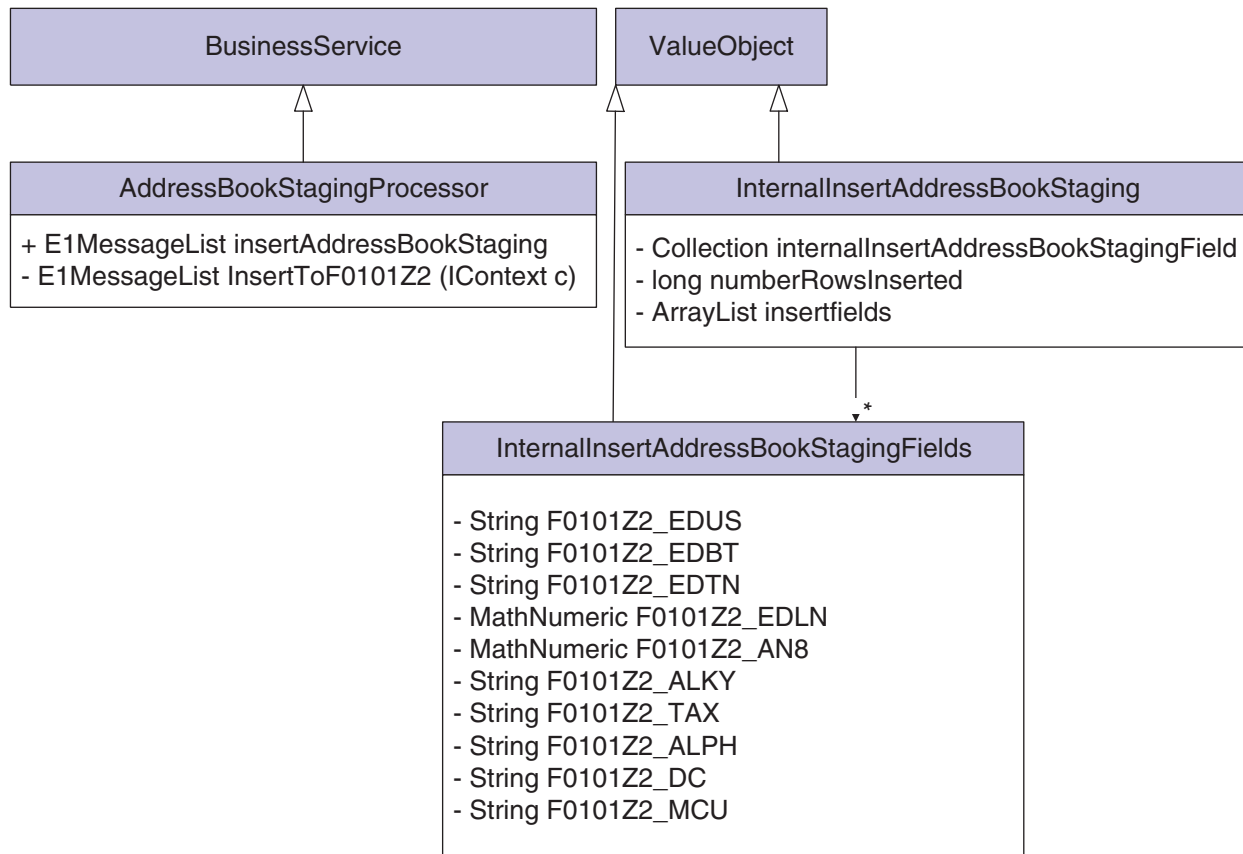 BusinessService
ValueObject
AddressBookStagingProcessor
+ E1MessageList insertAddressBookStaging
- E1MessageList InsertToF0101Z2 (IContext c)
InternalInsertAddressBookStaging
- Collection internalInsertAddressBookStagingField
- long numberRowsInserted
- ArrayList insertfields
*
InternalInsertAddressBookStagingFields
- String F0101Z2_EDUS
- String F0101Z2_EDBT
- String F0101Z2_EDTN
- MathNumeric F0101Z2_EDLN
- MathNumeric F0101Z2_AN8
- String F0101Z2_ALKY
- String F0101Z2_TAX
- String F0101Z2_ALPH
- String F0101Z2_DC
- String F0101Z2_MCU